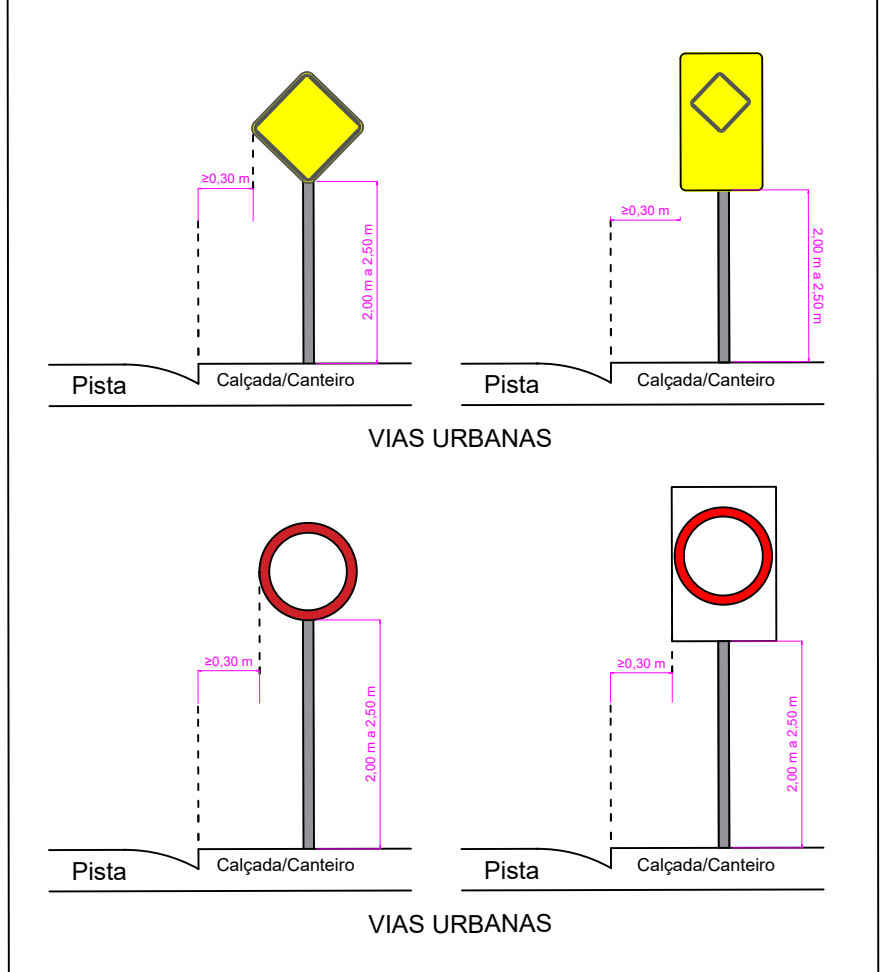 ≥0,30 m
2,00 m a 2,50 m
Pista
Calçada/Canteiro
≥0,30 m
2,00 m a 2,50 m
Pista
Calçada/Canteiro
VIAS URBANAS
≥0,30 m
2,00 m a 2,50 m
Pista
Calçada/Canteiro
≥0,30 m
2,00 m a 2,50 m
Pista
Calçada/Canteiro
VIAS URBANAS